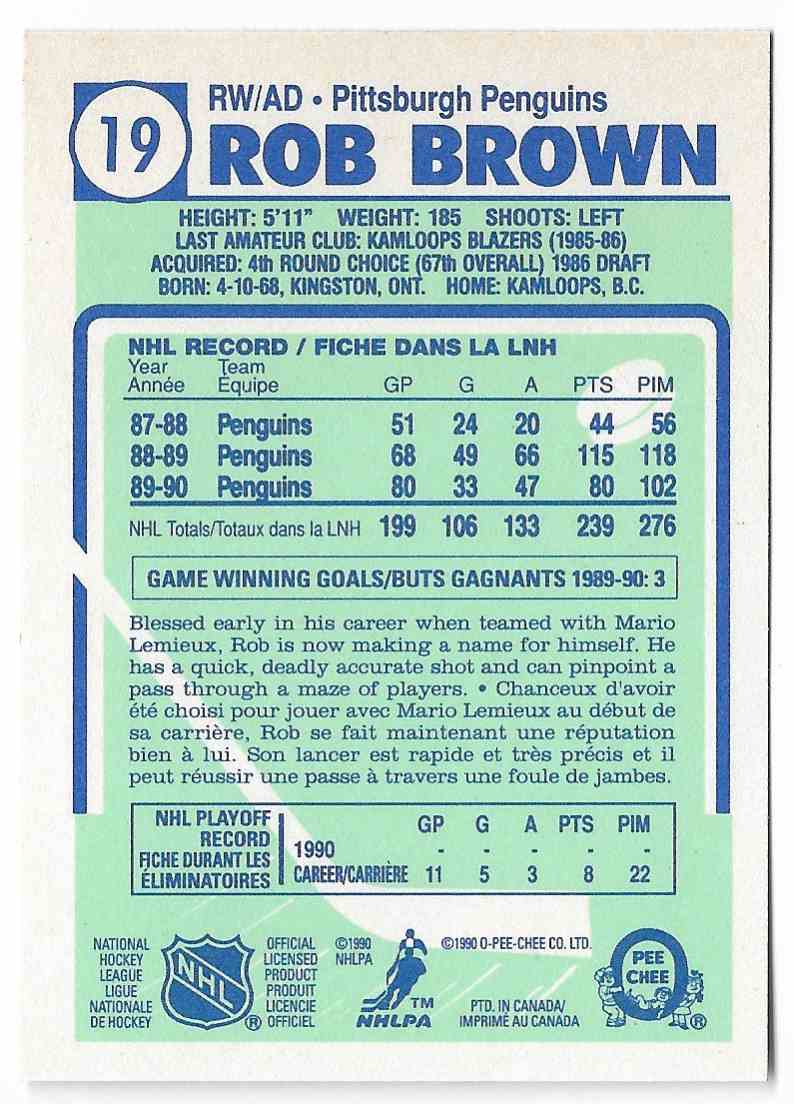 19
RW/AD • Pittsburgh Penguins
ROB BROWN
HEIGHT: 5'11" WEIGHT: 185 SHOOTS: LEFT
LAST AMATEUR CLUB: KAMLOOPS BLAZERS (1985-86)
ACQUIRED: 4th ROUND CHOICE (67th OVERALL) 1986 DRAFT
BORN: 4-10-68, KINGSTON, ONT. HOME: KAMLOOPS, B.C.
NHL RECORD / FICHE DANS LA LNH
Year Team
Année Équipe GP G A PTS PIM
87-88 Penguins 51 24 20 44 56
88-89 Penguins 68 49 66 115 118
89-90 Penguins 80 33 47 80 102
NHL Totals/Totaux dans la LNH 199 106 133 239 276
GAME WINNING GOALS/BUTS GAGNANTS 1989-90: 3
Blessed early in his career when teamed with Mario
Lemieux, Rob is now making a name for himself. He
has a quick, deadly accurate shot and can pinpoint a
pass through a maze of players. • Chanceux d'avoir
été choisi pour jouer avec Mario Lemieux au début de
sa carrière, Rob se fait maintenant une réputation
bien à lui. Son lancer est rapide et très précis et il
peut réussir une passe à travers une foule de jambes.
NHL PLAYOFF
RECORD
FICHE DURANT LES
ÉLIMINATOIRES
GP G A PTS PIM
1990 - - - - -
CAREER/CARRIÈRE 11 5 3 8 22
NATIONAL
HOCKEY
LEAGUE
LIGUE
NATIONALE
DE HOCKEY
NHL
®
OFFICIAL
LICENSED
PRODUCT
PRODUIT
LICENCIE
OFFICIEL
©1990
NHLPA
TM
NHLPA
©1990 O-PEE-CHEE CO. LTD.
PTD. IN CANADA/
IMPRIMÉ AU CANADA
O
PEE
CHEE
®